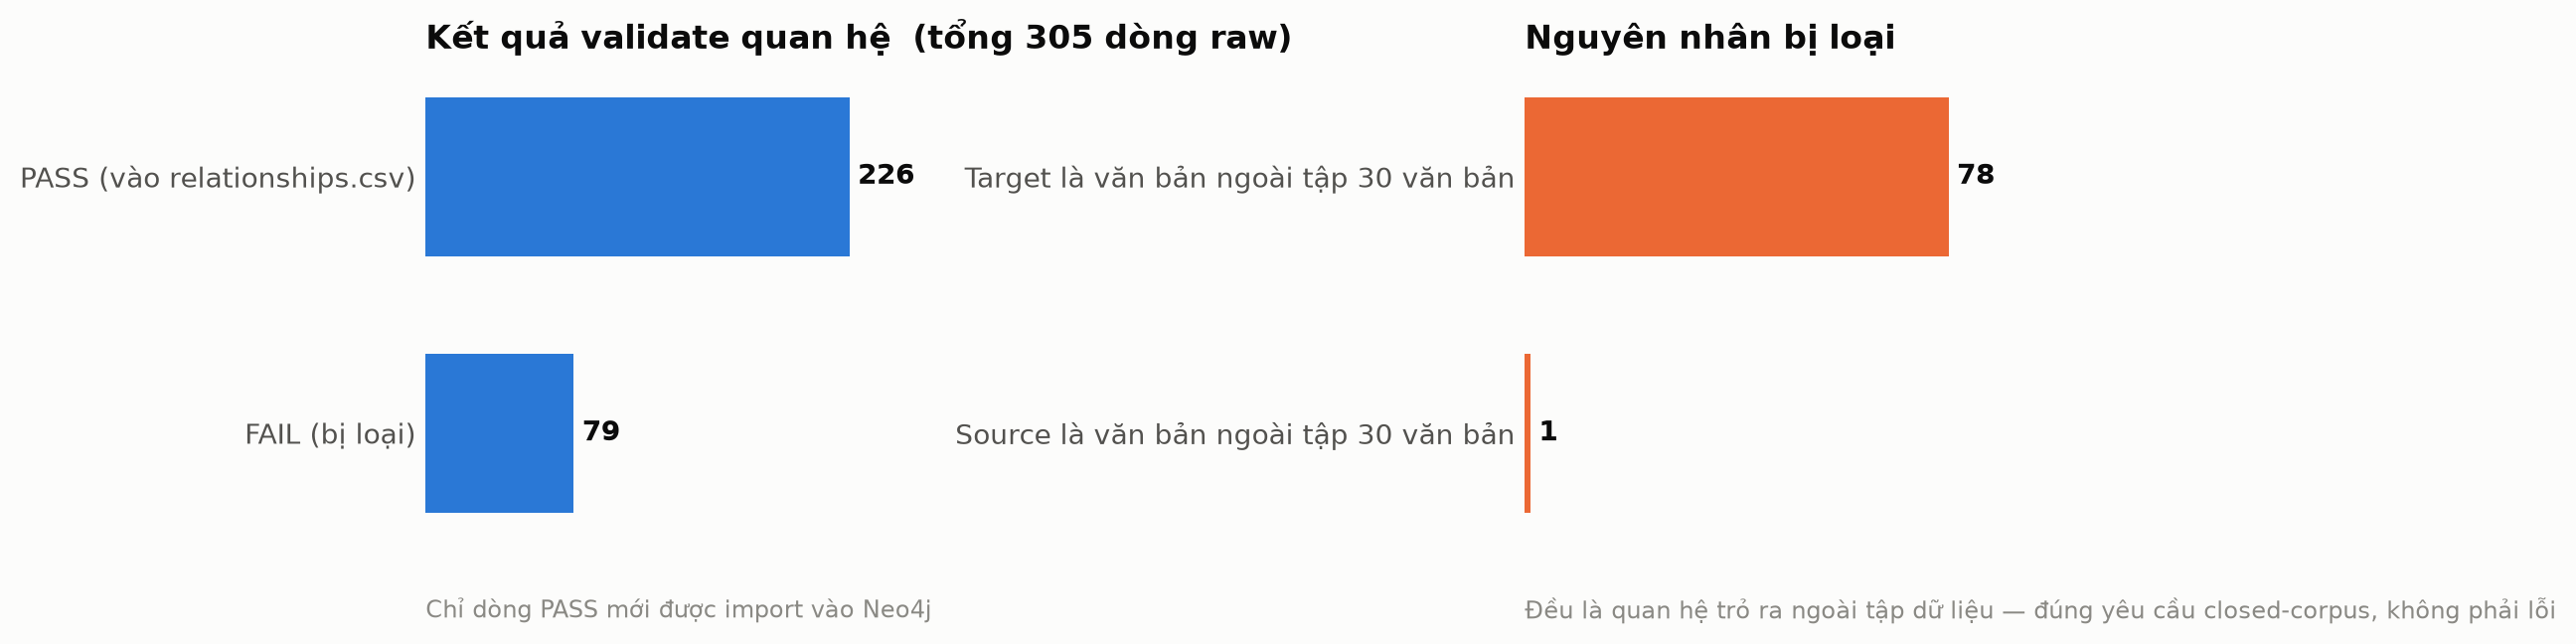 Kết quả validate quan hệ  (tổng 305 dòng raw)
PASS (vào relationships.csv)
226
FAIL (bị loại)
79
Chỉ dòng PASS mới được import vào Neo4j
Nguyên nhân bị loại
Target là văn bản ngoài tập 30 văn bản
78
Source là văn bản ngoài tập 30 văn bản
1
Đều là quan hệ trỏ ra ngoài tập dữ liệu — đúng yêu cầu closed-corpus, không phải lỗi